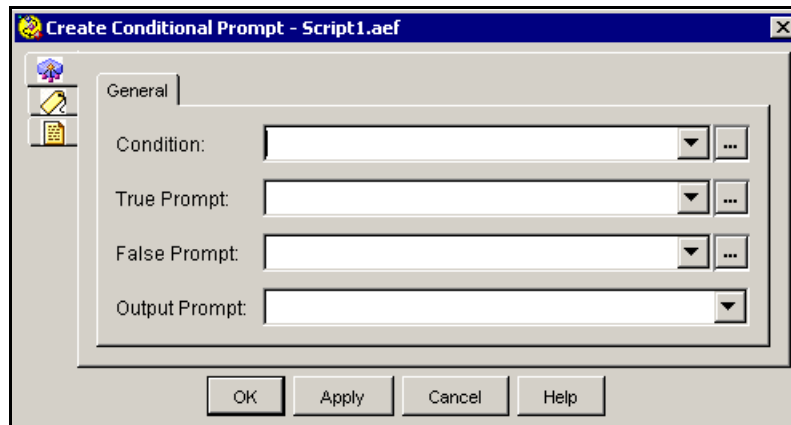 Create Conditional Prompt - Script1.aef
General
Condition:
...
True Prompt:
...
False Prompt:
...
Output Prompt:
OK Apply Cancel Help